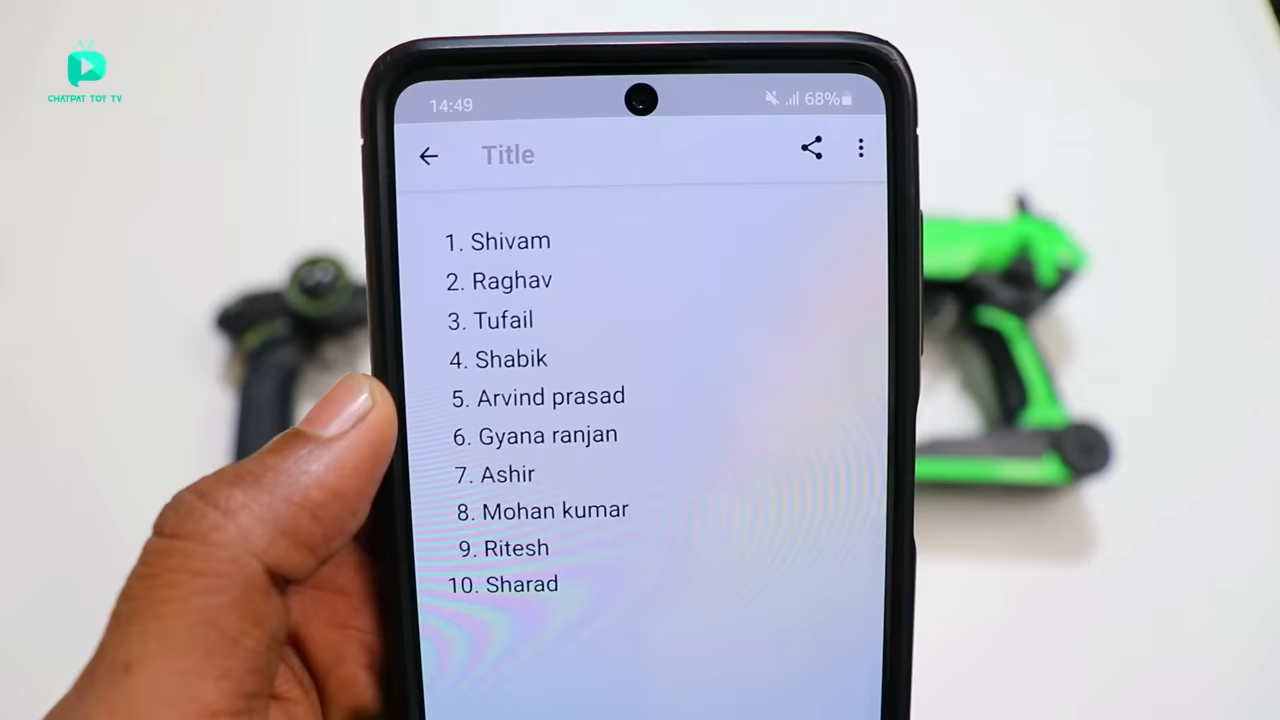 CHATPAT TOY TV
14:49
68%
Title
1. Shivam
2. Raghav
3. Tufail
4. Shabik
5. Arvind prasad
6. Gyana ranjan
7. Ashir
8. Mohan kumar
9. Ritesh
10. Sharad